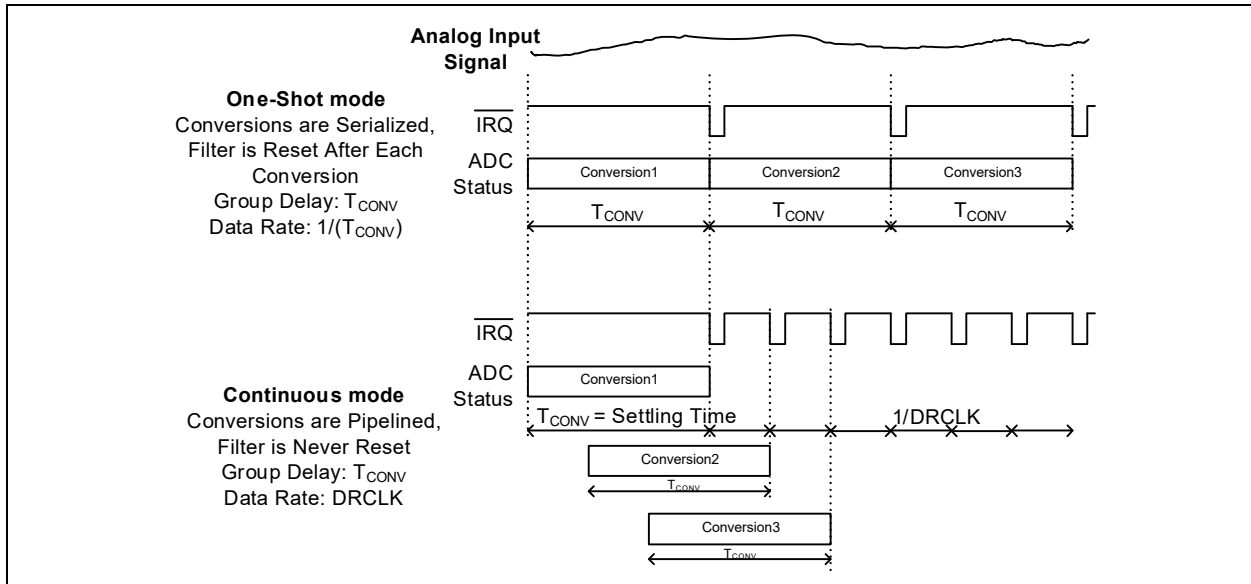 Analog Input
Signal
One-Shot mode
Conversions are Serialized,
Filter is Reset After Each
Conversion
Group Delay: TCONV
Data Rate: 1/(TCONV)
IRQ
ADC
Status
Conversion1
Conversion2
Conversion3
TCONV
TCONV
TCONV
Continuous mode
Conversions are Pipelined,
Filter is Never Reset
Group Delay: TCONV
Data Rate: DRCLK
IRQ
ADC
Status
Conversion1
TCONV = Settling Time
1/DRCLK
Conversion2
TCONV
Conversion3
TCONV